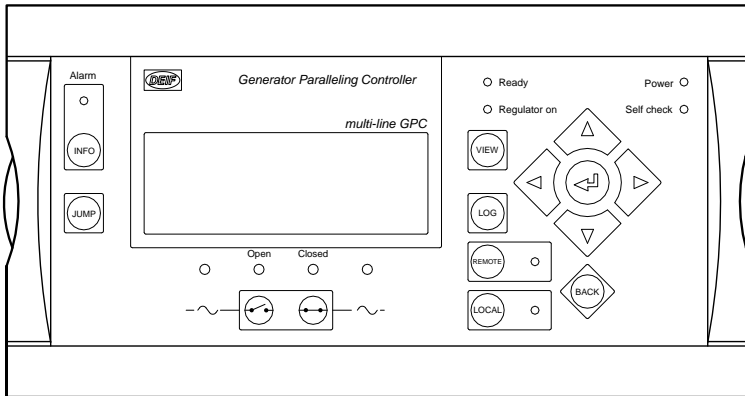 Alarm
INFO
JUMP
DEIF
Generator Paralleling Controller
multi-line GPC
Open Closed
Ready
Power
Regulator on
Self check
VIEW
LOG
REMOTE
LOCAL
BACK